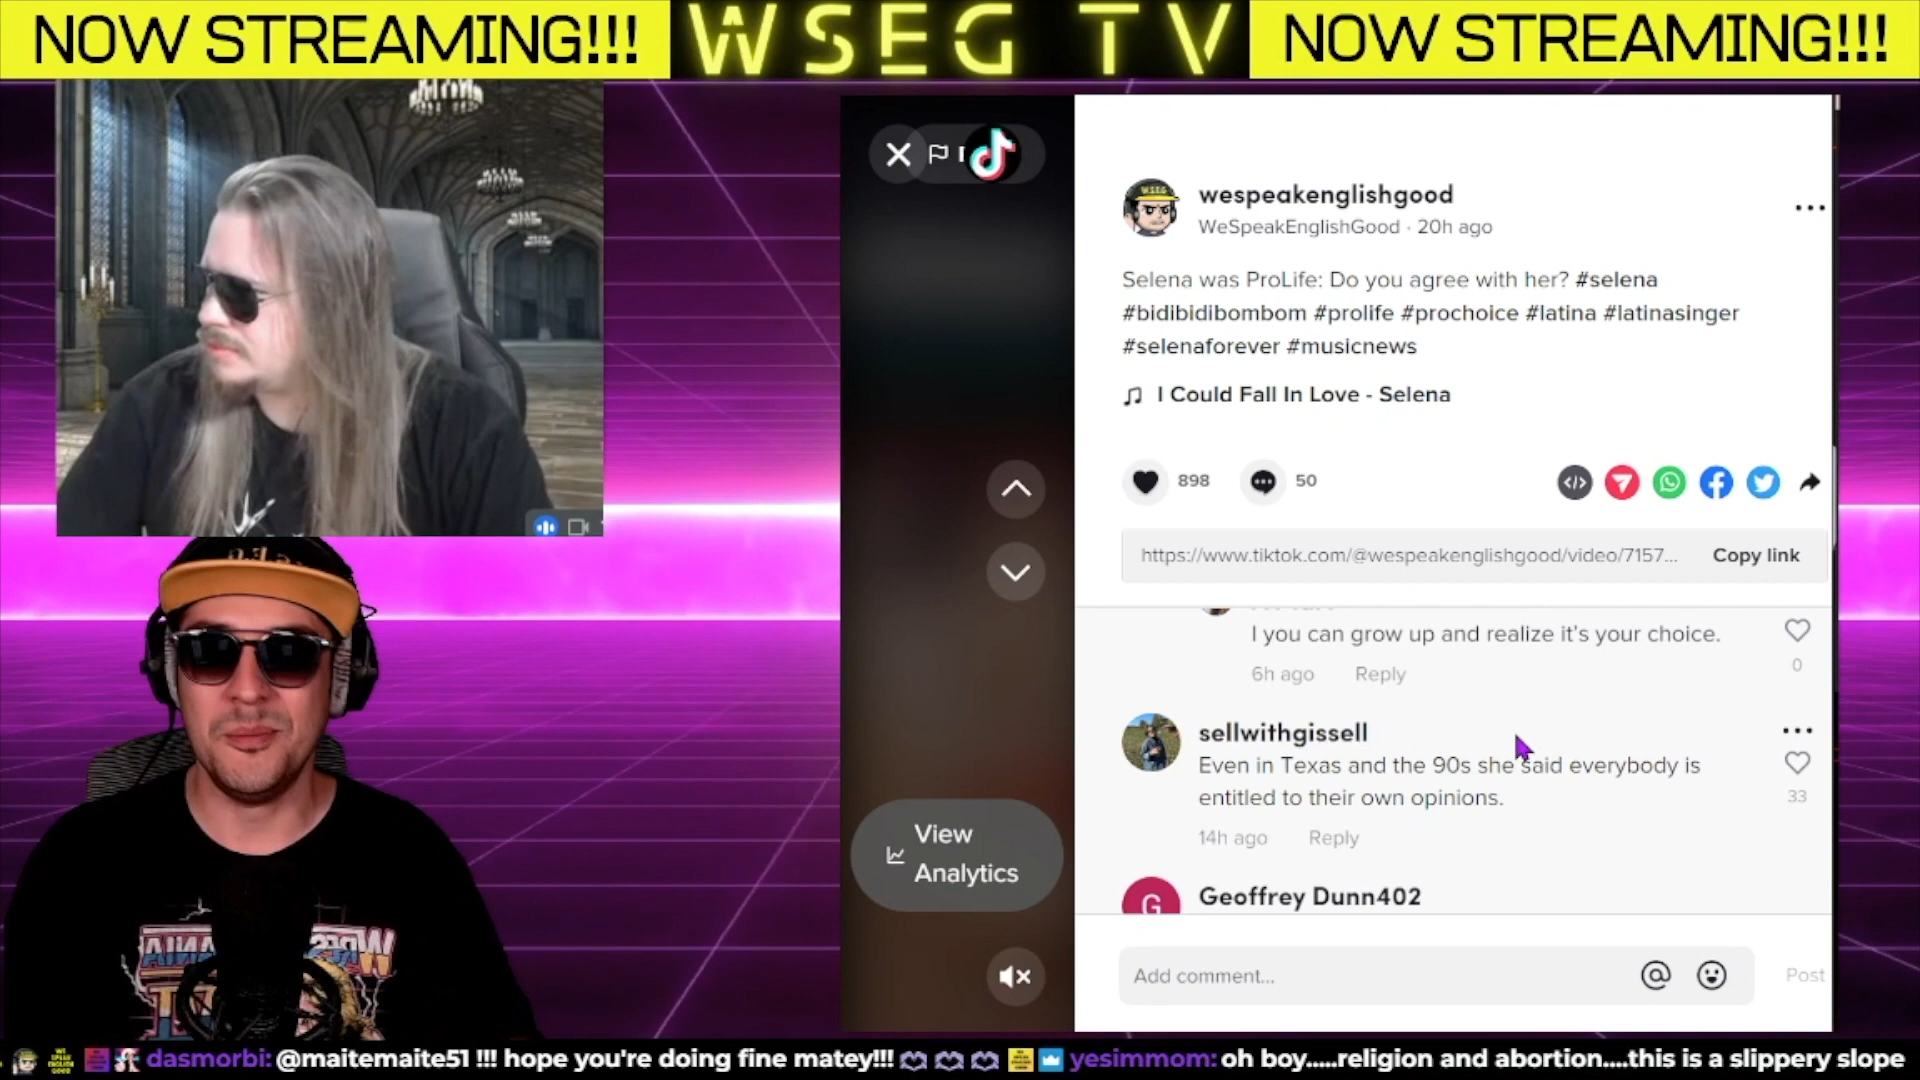 NOW STREAMING!!!
WSEG TV
NOW STREAMING!!!
WSEG
wespeakenglishgood
WeSpeakEnglishGood · 20h ago
Selena was ProLife: Do you agree with her? #selena
#bidibidibombom #prolife #prochoice #latina #latinasinger
#selenaforever #musicnews
I Could Fall In Love - Selena
898
50
https://www.tiktok.com/@wespeakenglishgood/video/7157...
Copy link
I you can grow up and realize it's your choice.
6h ago Reply
0
sellwithgissell
Even in Texas and the 90s she said everybody is
entitled to their own opinions.
33
14h ago Reply
G
Geoffrey Dunn402
View
Analytics
Add comment...
Post
dasmorbi: @maitemaite51 !!! hope you're doing fine matey!!! yesimmom: oh boy.....religion and abortion....this is a slippery slope